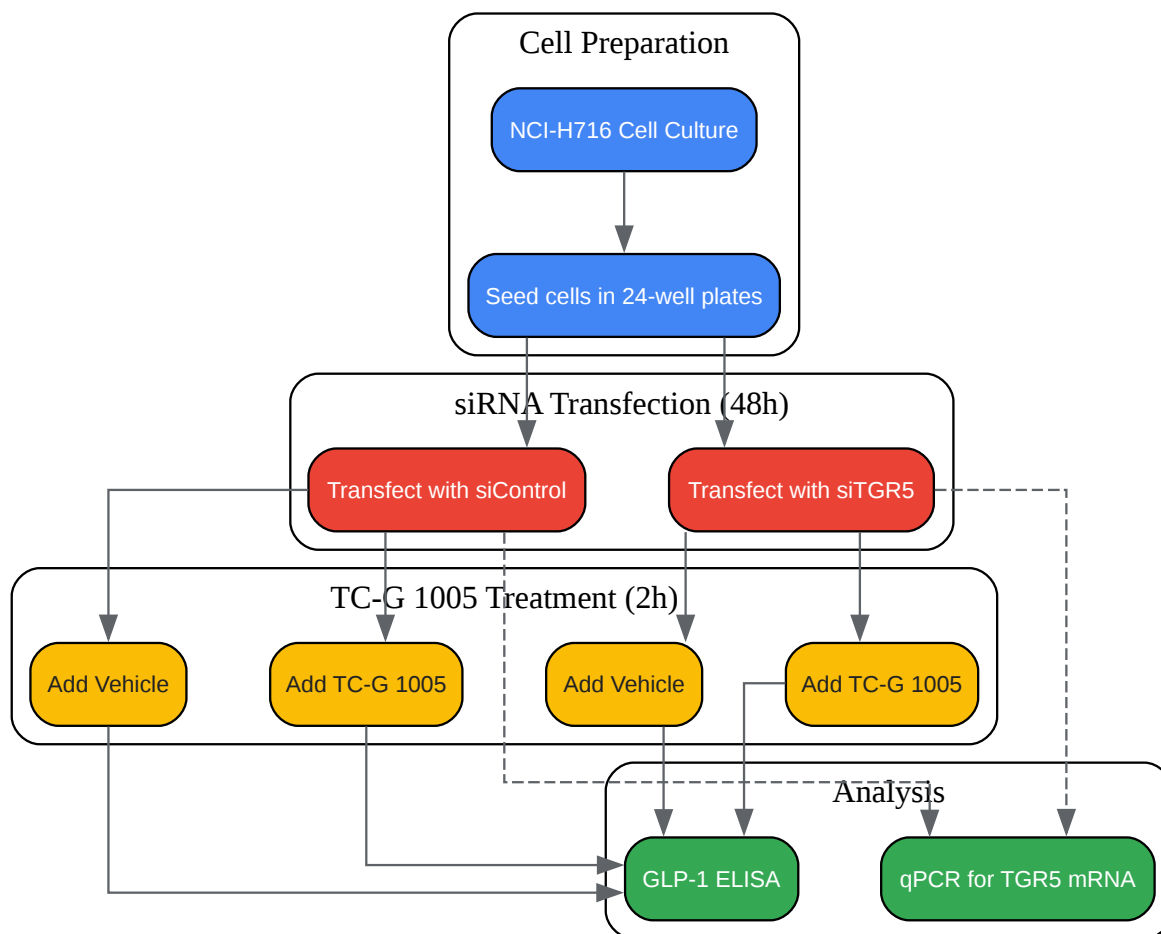 Cell Preparation
NCI-H716 Cell Culture
Seed cells in 24-well plates
siRNA Transfection (48h)
Transfect with siControl
Transfect with siTGR5
TC-G 1005 Treatment (2h)
Add Vehicle
Add TC-G 1005
Add Vehicle
Add TC-G 1005
Analysis
GLP-1 ELISA
qPCR for TGR5 mRNA